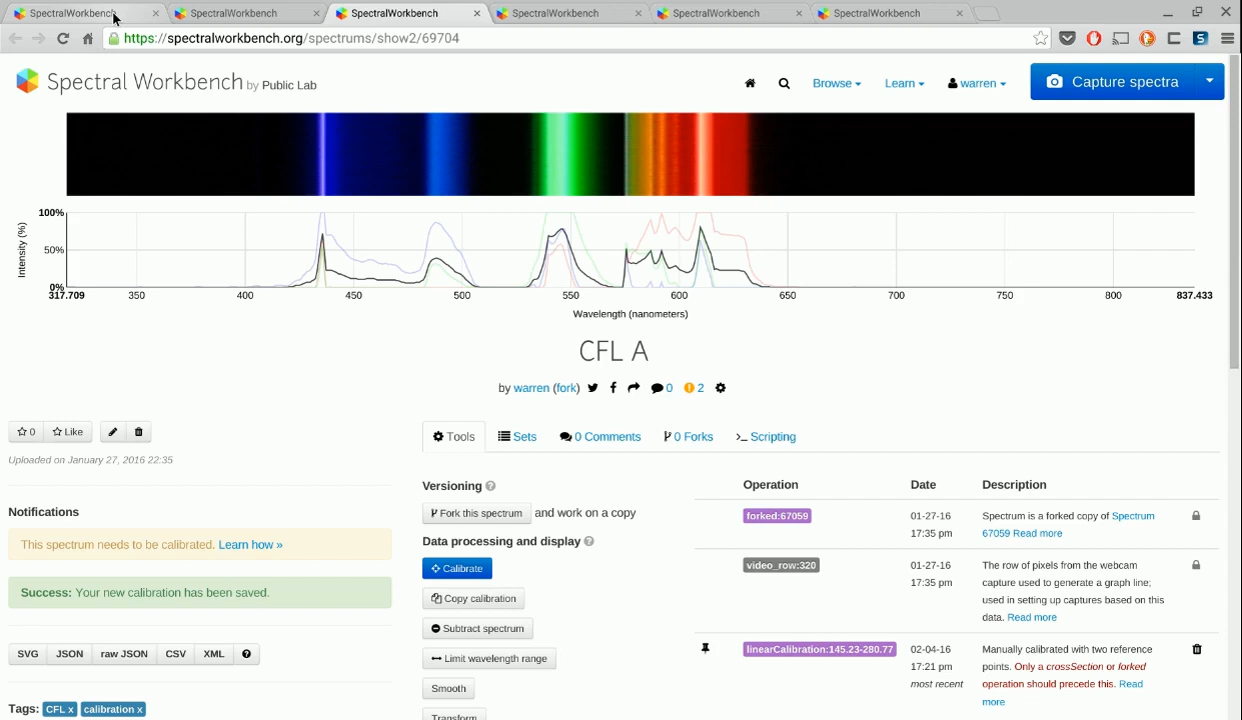 SpectralWorkbench
SpectralWorkbench
SpectralWorkbench
SpectralWorkbench
SpectralWorkbench
SpectralWorkbench
https://spectralworkbench.org/spectrums/show2/69704
Spectral Workbench by Public Lab
Browse
Learn
warren
Capture spectra
Intensity (%)
100%
50%
0%
317.709 350 400 450 500 550 600 650 700 750 800 837.433
Wavelength (nanometers)
CFL A
by warren (fork) 0 2
0 Like
Uploaded on January 27, 2016 22:35
Notifications
This spectrum needs to be calibrated. Learn how »
Success: Your new calibration has been saved.
SVG JSON raw JSON CSV XML
Tags: CFL x calibration x
Tools Sets 0 Comments 0 Forks >_ Scripting
Versioning ?
Fork this spectrum and work on a copy
Data processing and display ?
Calibrate
Copy calibration
Subtract spectrum
Limit wavelength range
Smooth
Transform
Operation Date Description
forked:67059 01-27-16 17:35 pm
Spectrum is a forked copy of Spectrum
67059 Read more
video_row:320 01-27-16 17:35 pm
The row of pixels from the webcam
capture used to generate a graph line;
used in setting up captures based on this
data. Read more
linearCalibration:145.23-280.77 02-04-16 17:21 pm most recent
Manually calibrated with two reference
points. Only a crossSection or forked
operation should precede this. Read
more